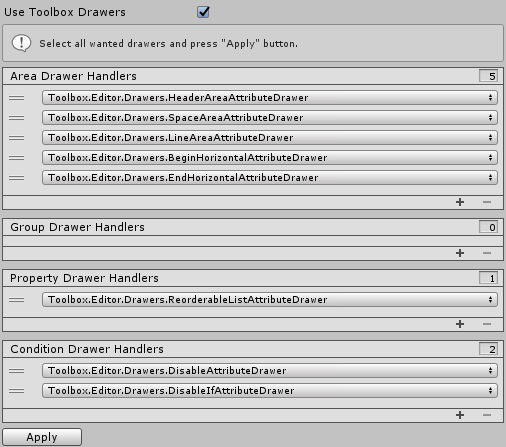 Use Toolbox Drawers
Select all wanted drawers and press "Apply" button.
Area Drawer Handlers 5
Toolbox.Editor.Drawers.HeaderAreaAttributeDrawer
Toolbox.Editor.Drawers.SpaceAreaAttributeDrawer
Toolbox.Editor.Drawers.LineAreaAttributeDrawer
Toolbox.Editor.Drawers.BeginHorizontalAttributeDrawer
Toolbox.Editor.Drawers.EndHorizontalAttributeDrawer
+ −
Group Drawer Handlers 0
+ −
Property Drawer Handlers 1
Toolbox.Editor.Drawers.ReorderableListAttributeDrawer
+ −
Condition Drawer Handlers 2
Toolbox.Editor.Drawers.DisableAttributeDrawer
Toolbox.Editor.Drawers.DisableIfAttributeDrawer
+ −
Apply